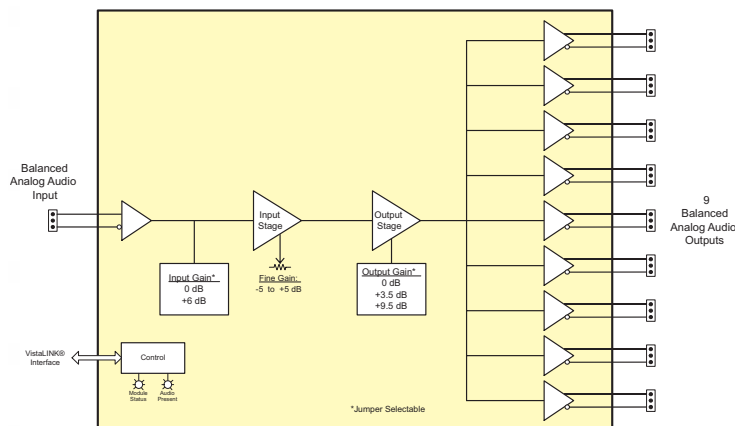 Balanced
Analog Audio
Input
Input
Stage
Output
Stage
Input Gain*
0 dB
+6 dB
Fine Gain:
-5 to +5 dB
Output Gain*
0 dB
+3.5 dB
+9.5 dB
9
Balanced
Analog Audio
Outputs
VistaLINK®
Interface
Control
Module
Status
Audio
Present
*Jumper Selectable